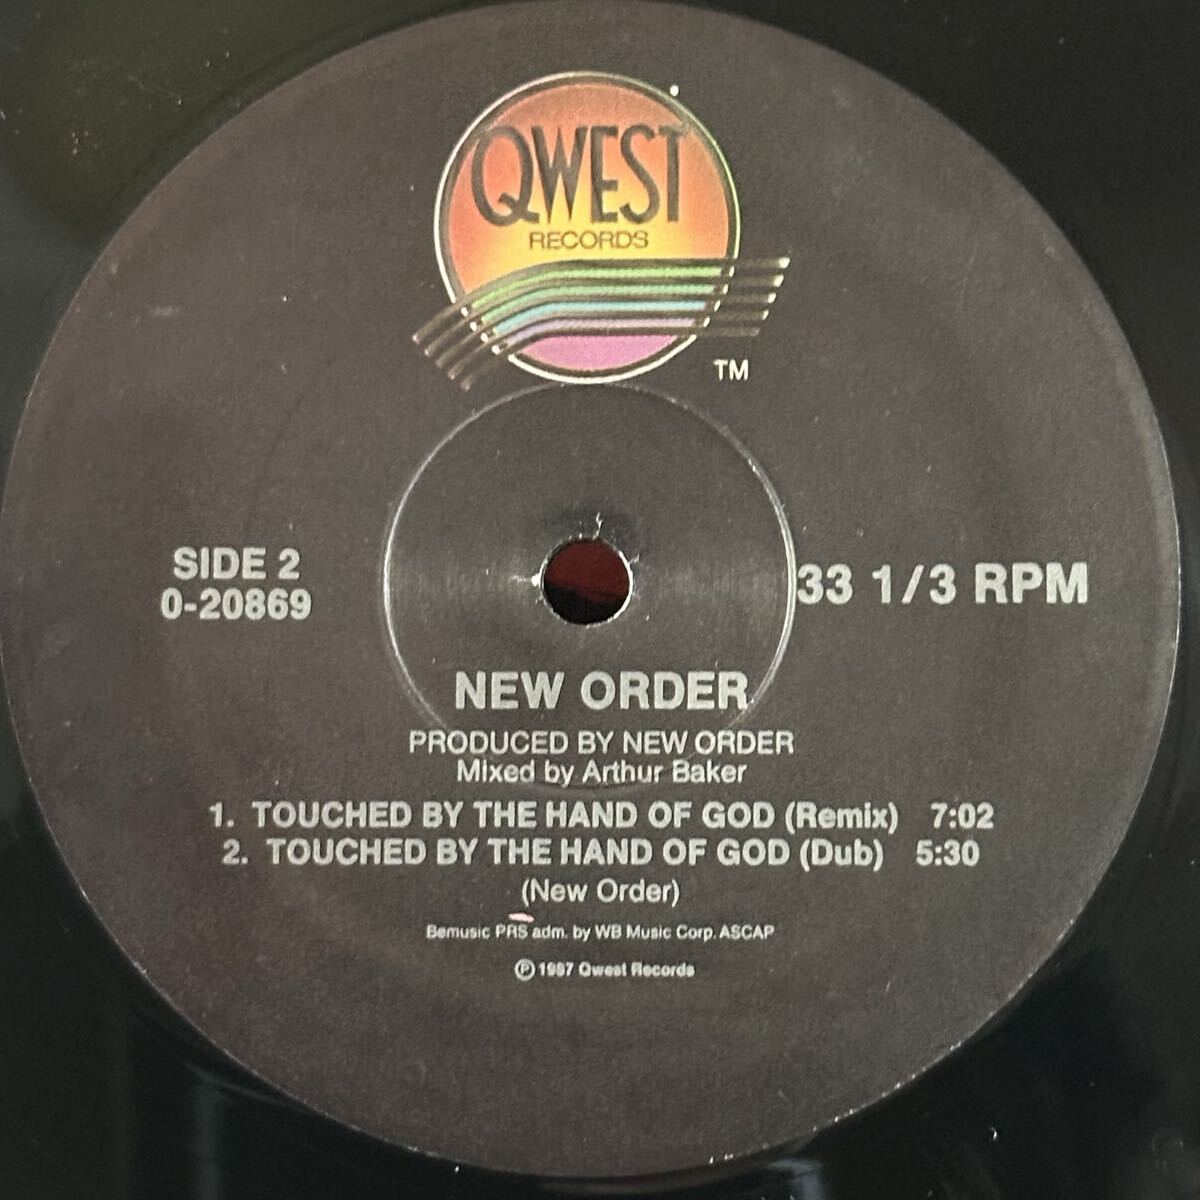 QWEST
RECORDS
TM
SIDE 2
0-20869
33 1/3 RPM
NEW ORDER
PRODUCED BY NEW ORDER
Mixed by Arthur Baker
1. TOUCHED BY THE HAND OF GOD (Remix) 7:02
2. TOUCHED BY THE HAND OF GOD (Dub) 5:30
(New Order)
Bemusic PRS adm. by WB Music Corp. ASCAP
℗ 1987 Qwest Records